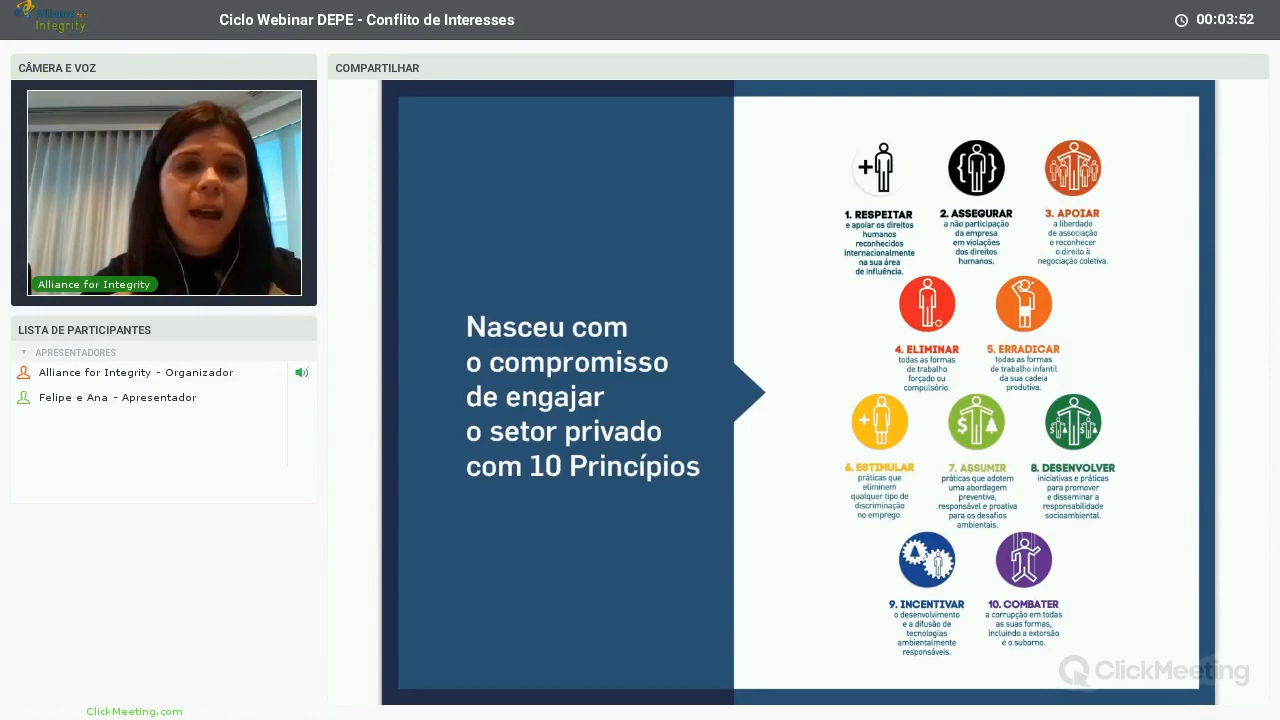 Alliance for
Integrity
Ciclo Webinar DEPE - Conflito de Interesses
00:03:52
CÂMERA E VOZ
Alliance for Integrity
LISTA DE PARTICIPANTES
APRESENTADORES
Alliance for Integrity - Organizador
Felipe e Ana - Apresentador
ClickMeeting.com
COMPARTILHAR
Nasceu com
o compromisso
de engajar
o setor privado
com 10 Princípios
1. RESPEITAR
e apoiar os direitos
humanos
reconhecidos
internacionalmente
na sua área
de influência.
2. ASSEGURAR
a não participação
da empresa
em violações
dos direitos
humanos.
3. APOIAR
a liberdade
de associação
e reconhecer
o direito à
negociação coletiva.
4. ELIMINAR
todas as formas
de trabalho
forçado ou
compulsório.
5. ERRADICAR
todas as formas
de trabalho infantil
da sua cadeia
produtiva.
6. ESTIMULAR
práticas que
eliminem
qualquer tipo de
discriminação
no emprego.
7. ASSUMIR
práticas que adotem
uma abordagem
preventiva,
responsável e proativa
para os desafios
ambientais.
8. DESENVOLVER
iniciativas e práticas
para promover
e disseminar a
responsabilidade
socioambiental.
9. INCENTIVAR
o desenvolvimento
e a difusão de
tecnologias
ambientalmente
responsáveis.
10. COMBATER
a corrupção em todas
as suas formas,
incluindo a extorsão
e o suborno.
ClickMeeting